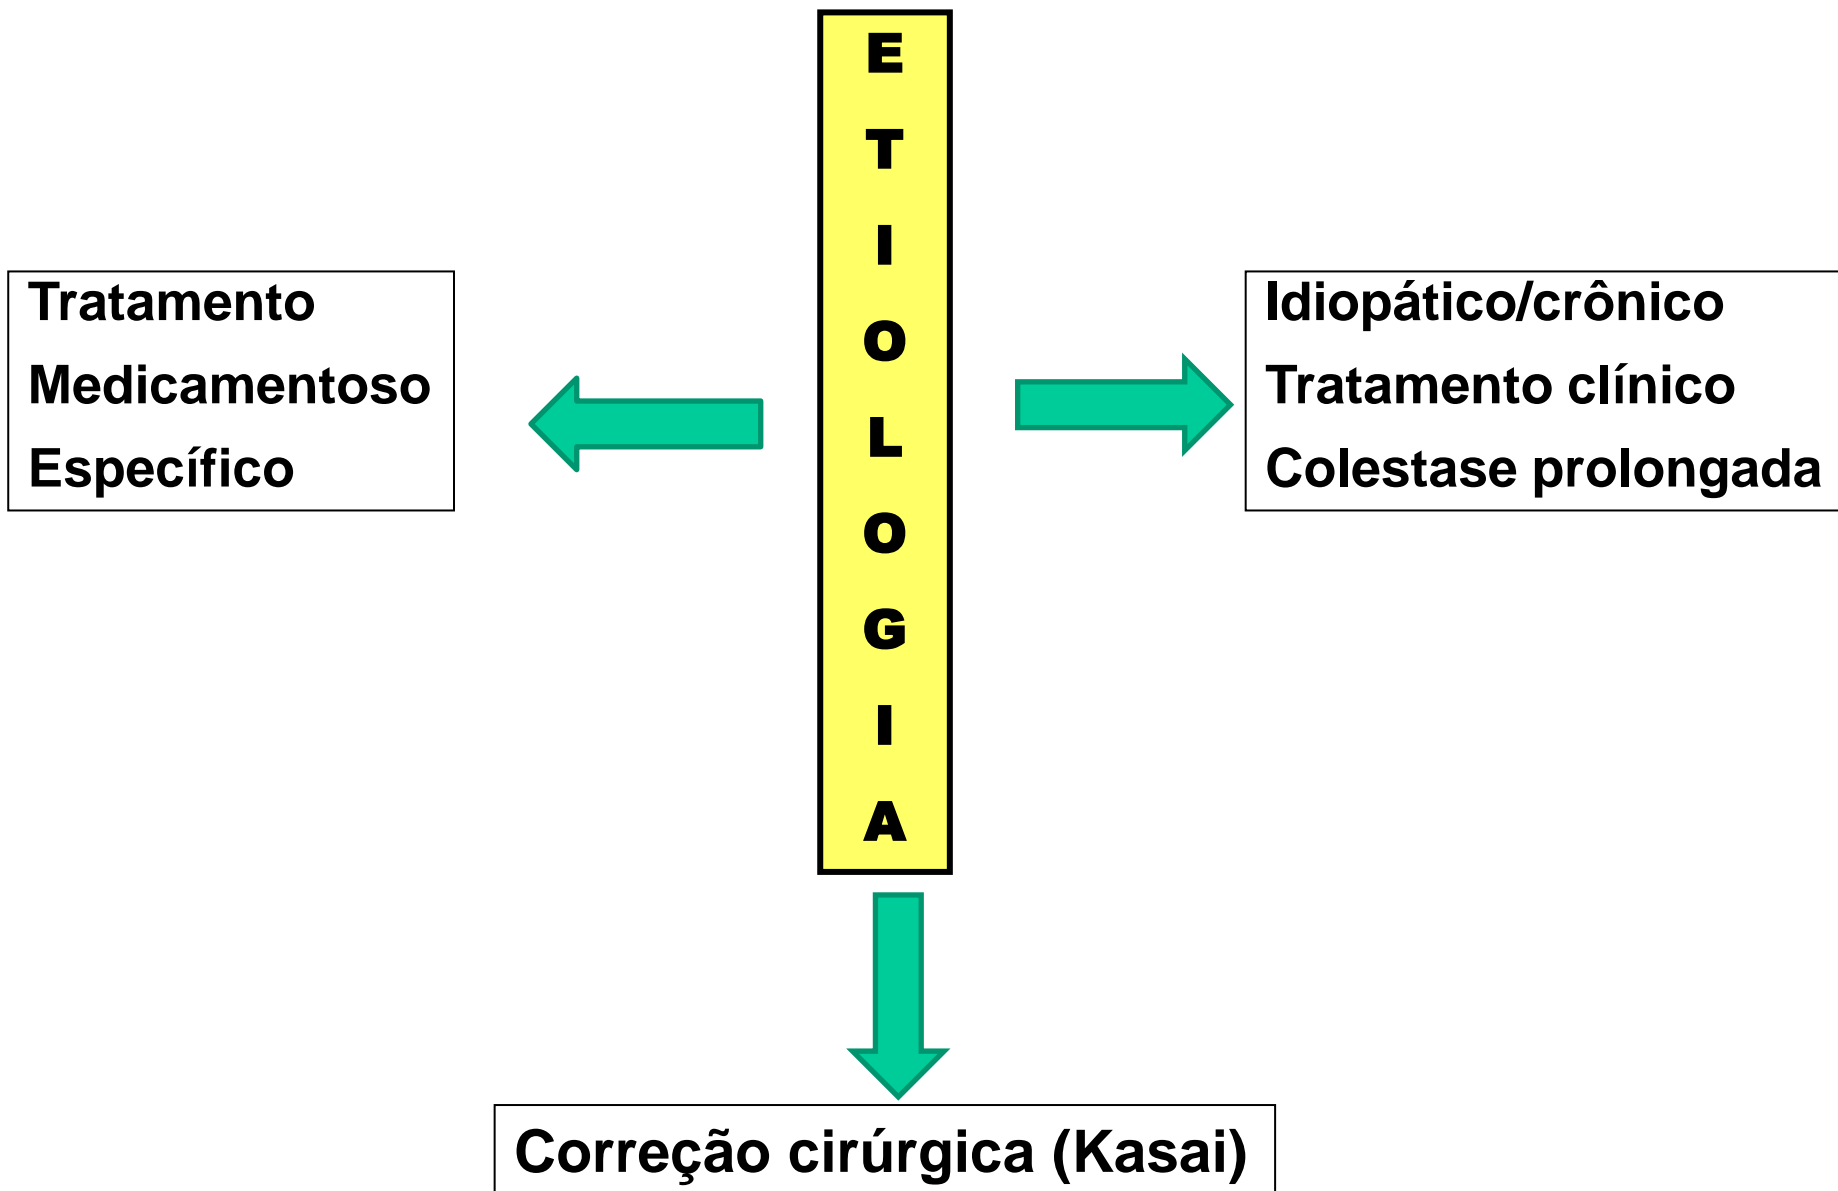 E
T
I
O
L
O
G
I
A
Tratamento
Medicamentoso
Específico
Idiopático/crônico
Tratamento clínico
Colestase prolongada
Correção cirúrgica (Kasai)